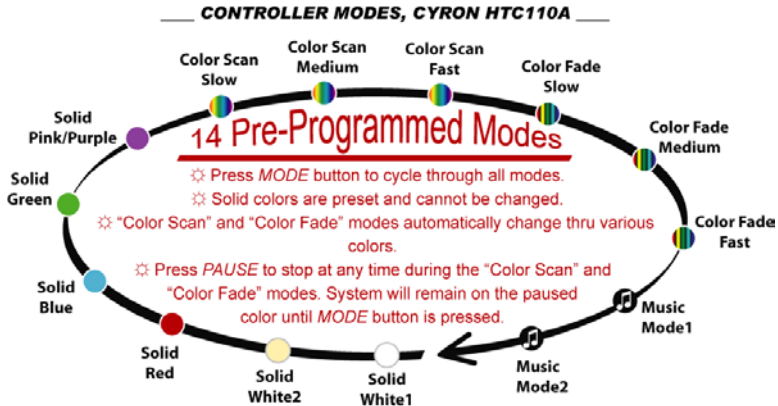 CONTROLLER MODES, CYRON HTC110A
Color Scan
Slow
Color Scan
Medium
Color Scan
Fast
Color Fade
Slow
Color Fade
Medium
Color Fade
Fast
Music
Mode1
Music
Mode2
Solid
White1
Solid
White2
Solid
Red
Solid
Blue
Solid
Green
Solid
Pink/Purple
14 Pre-Programmed Modes
Press MODE button to cycle through all modes.
Solid colors are preset and cannot be changed.
“Color Scan” and “Color Fade” modes automatically change thru various
colors.
Press PAUSE to stop at any time during the “Color Scan” and
“Color Fade” modes. System will remain on the paused
color until MODE button is pressed.